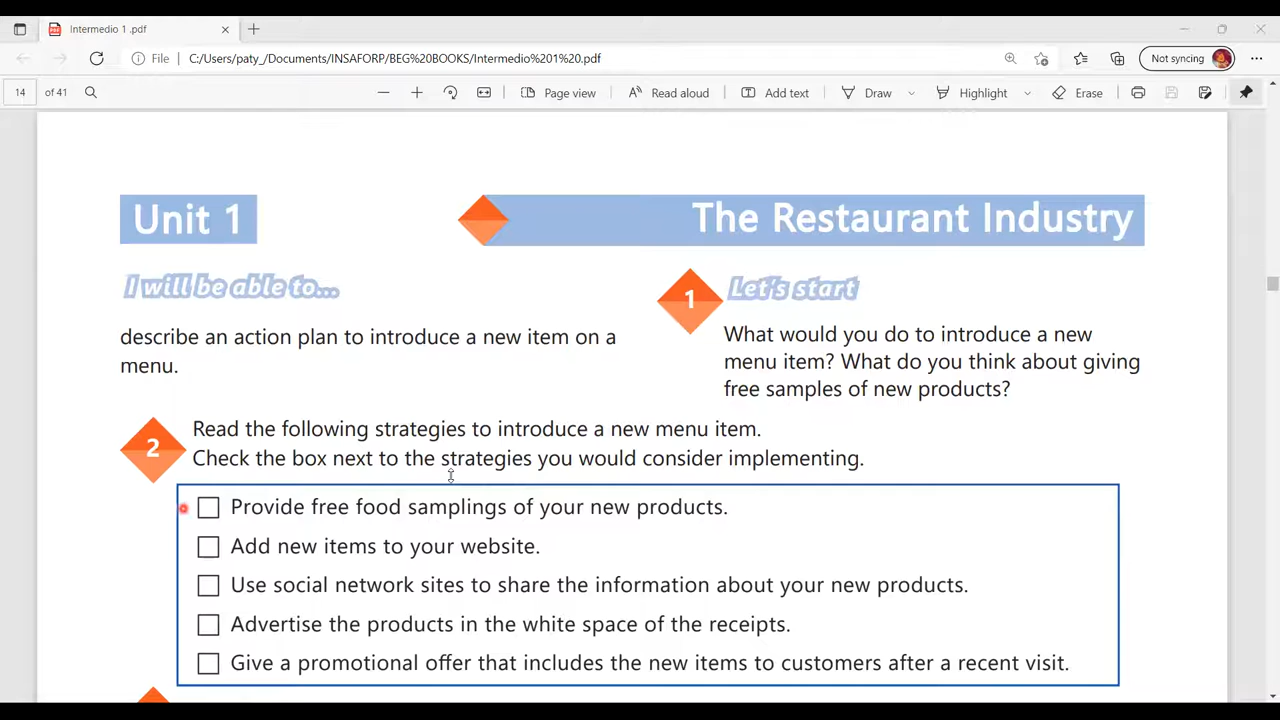 Intermedio 1 .pdf
File
C:/Users/paty_/Documents/INSAFORP/BEG%20BOOKS/Intermedio%201%20.pdf
Not syncing
14 of 41
Page view
Read aloud
Add text
Draw
Highlight
Erase
Unit 1
The Restaurant Industry
I will be able to...
describe an action plan to introduce a new item on a
menu.
1
Let's start
What would you do to introduce a new
menu item? What do you think about giving
free samples of new products?
2
Read the following strategies to introduce a new menu item.
Check the box next to the strategies you would consider implementing.
Provide free food samplings of your new products.
Add new items to your website.
Use social network sites to share the information about your new products.
Advertise the products in the white space of the receipts.
Give a promotional offer that includes the new items to customers after a recent visit.